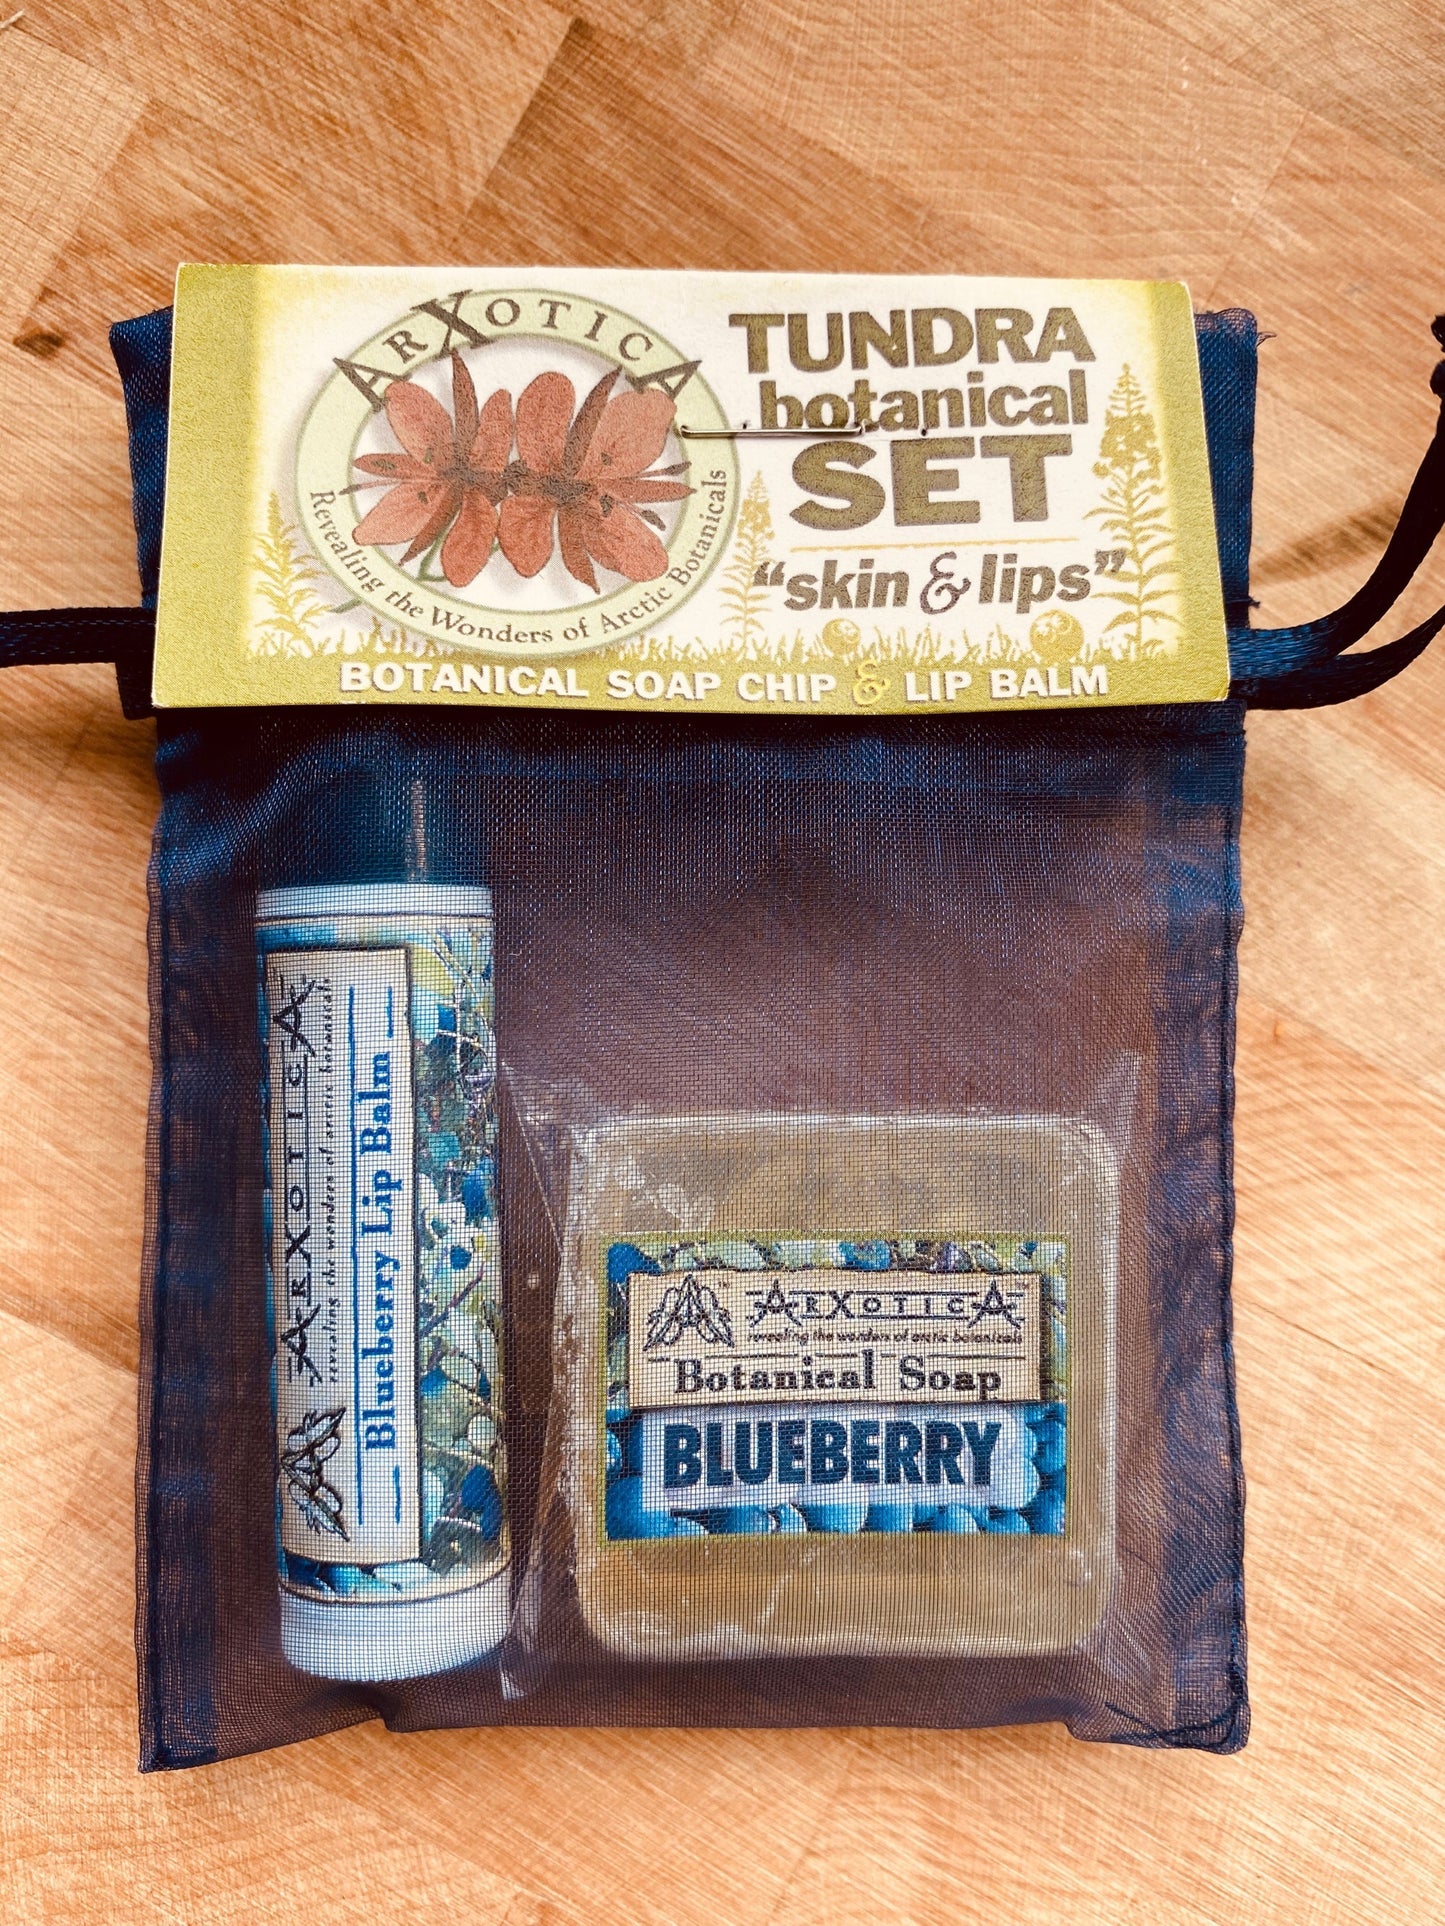 ARXOTICA
Revealing the Wonders of Arctic Botanicals
TUNDRA
botanical
SET
“skin & lips”
BOTANICAL SOAP CHIP & LIP BALM
ARXOTICA
revealing the wonders of arctic botanicals
Blueberry Lip Balm
ARXOTICA™
revealing the wonders of arctic botanicals
Botanical Soap
BLUEBERRY